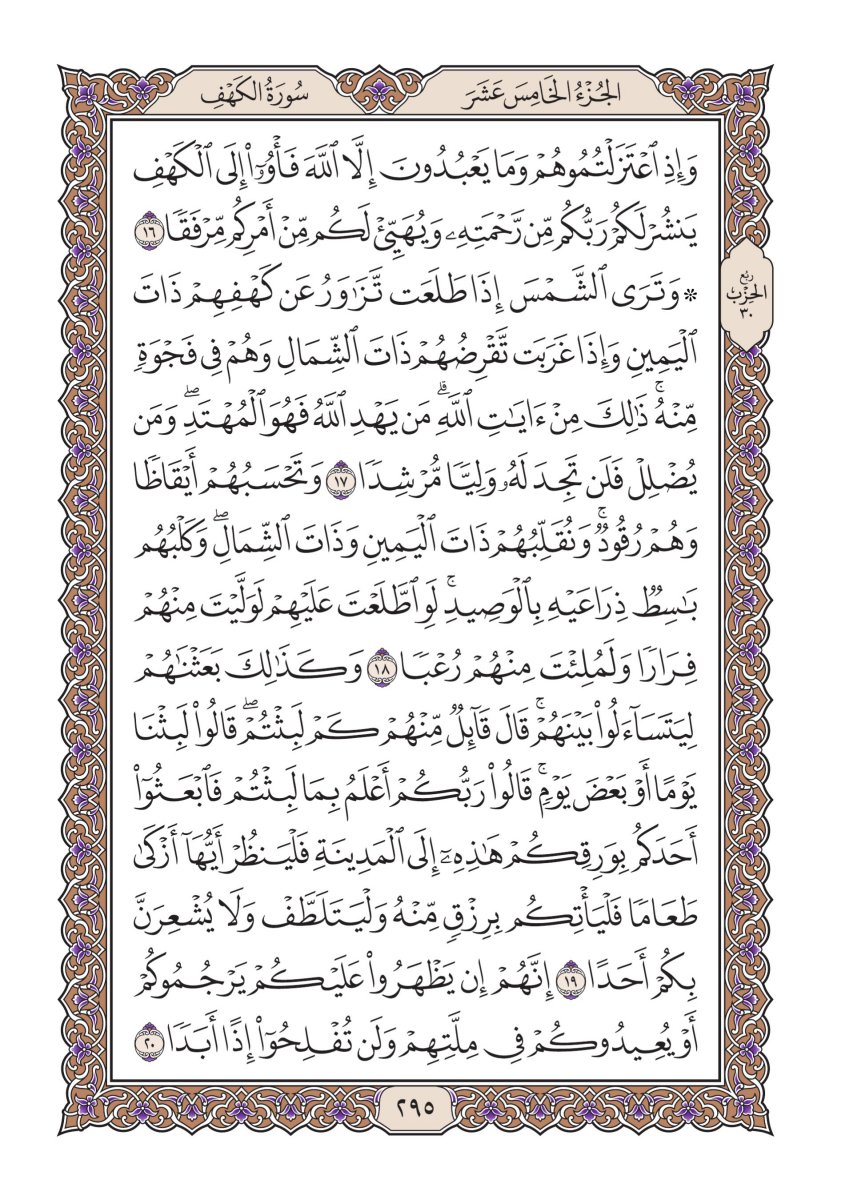 الجُزْءُ الخَامِسَ عَشَرَ
سُورَةُ الكَهْفِ
وَإِذِ ٱعْتَزَلْتُمُوهُمْ وَمَا يَعْبُدُونَ إِلَّا ٱللَّهَ فَأْوُۥٓا۟ إِلَى ٱلْكَهْفِ
يَنشُرْ لَكُمْ رَبُّكُم مِّن رَّحْمَتِهِۦ وَيُهَيِّئْ لَكُم مِّنْ أَمْرِكُم مِّرْفَقًا ١٦
* وَتَرَى ٱلشَّمْسَ إِذَا طَلَعَت تَّزَٰوَرُ عَن كَهْفِهِمْ ذَاتَ
ٱلْيَمِينِ وَإِذَا غَرَبَت تَّقْرِضُهُمْ ذَاتَ ٱلشِّمَالِ وَهُمْ فِى فَجْوَةٍ
مِّنْهُ ۚ ذَٰلِكَ مِنْ ءَايَٰتِ ٱللَّهِ ۗ مَن يَهْدِ ٱللَّهُ فَهُوَ ٱلْمُهْتَدِ ۖ وَمَن
يُضْلِلْ فَلَن تَجِدَ لَهُۥ وَلِيًّا مُّرْشِدًا ١٧ وَتَحْسَبُهُمْ أَيْقَاظًا
وَهُمْ رُقُودٌ ۚ وَنُقَلِّبُهُمْ ذَاتَ ٱلْيَمِينِ وَذَاتَ ٱلشِّمَالِ ۖ وَكَلْبُهُم
بَٰسِطٌ ذِرَاعَيْهِ بِٱلْوَصِيدِ ۚ لَوِ ٱطَّلَعْتَ عَلَيْهِمْ لَوَلَّيْتَ مِنْهُمْ
فِرَارًا وَلَمُلِئْتَ مِنْهُمْ رُعْبًا ١٨ وَكَذَٰلِكَ بَعَثْنَٰهُمْ
لِيَتَسَآءَلُوا۟ بَيْنَهُمْ ۚ قَالَ قَآئِلٌ مِّنْهُمْ كَمْ لَبِثْتُمْ ۖ قَالُوا۟ لَبِثْنَا
يَوْمًا أَوْ بَعْضَ يَوْمٍ ۚ قَالُوا۟ رَبُّكُمْ أَعْلَمُ بِمَا لَبِثْتُمْ فَٱبْعَثُوٓا۟
أَحَدَكُم بِوَرِقِكُمْ هَٰذِهِۦٓ إِلَى ٱلْمَدِينَةِ فَلْيَنظُرْ أَيُّهَآ أَزْكَىٰ
طَعَامًا فَلْيَأْتِكُم بِرِزْقٍ مِّنْهُ وَلْيَتَلَطَّفْ وَلَا يُشْعِرَنَّ
بِكُمْ أَحَدًا ١٩ إِنَّهُمْ إِن يَظْهَرُوا۟ عَلَيْكُمْ يَرْجُمُوكُمْ
أَوْ يُعِيدُوكُمْ فِى مِلَّتِهِمْ وَلَن تُفْلِحُوٓا۟ إِذًا أَبَدًا ٢٠
رُبْعُ
الحِزْبِ
٣٠
٢٩٥